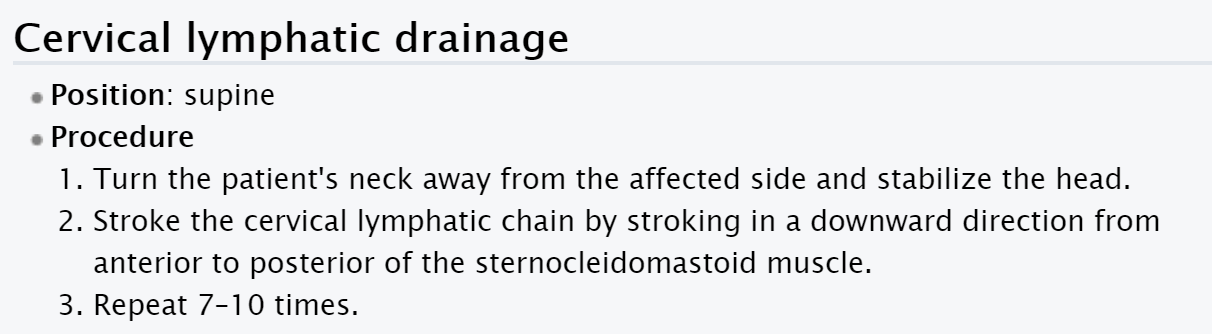 Cervical lymphatic drainage
Position: supine
Procedure
1. Turn the patient's neck away from the affected side and stabilize the head.
2. Stroke the cervical lymphatic chain by stroking in a downward direction from
anterior to posterior of the sternocleidomastoid muscle.
3. Repeat 7–10 times.